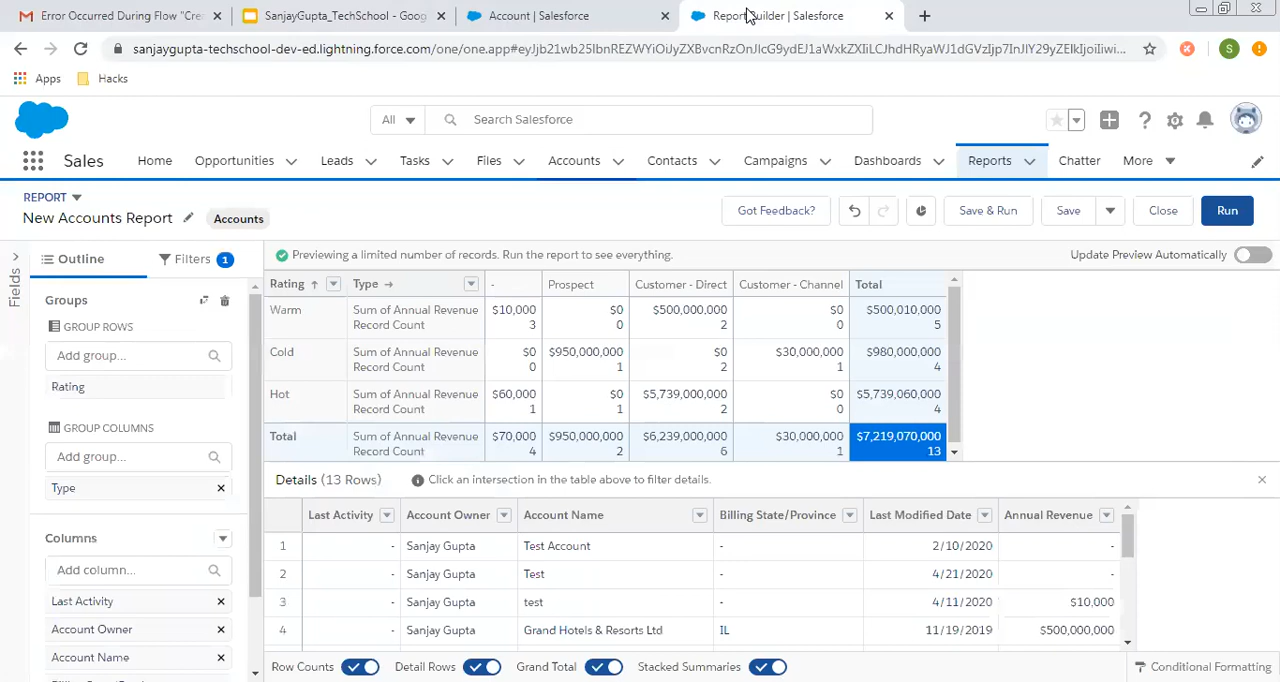 Error Occurred During Flow "Cre
SanjayGupta_TechSchool - Goog
Account | Salesforce
Report Builder | Salesforce
sanjaygupta-techschool-dev-ed.lightning.force.com
S
Apps
Hacks
All
Search Salesforce
Sales
Home
Opportunities
Leads
Tasks
Files
Accounts
Contacts
Campaigns
Dashboards
Reports
Chatter
More
REPORT
New Accounts Report
Accounts
Got Feedback?
Save & Run
Save
Close
Run
Fields
Outline
Filters 1
Previewing a limited number of records. Run the report to see everything.
Update Preview Automatically
Groups
GROUP ROWS
Add group...
Rating
GROUP COLUMNS
Add group...
Type
Columns
Add column...
Last Activity
Account Owner
Account Name
Rating Type - Prospect Customer - Direct Customer - Channel Total
Warm Sum of Annual Revenue $10,000 $0 $500,000,000 $0 $500,010,000
Record Count 3 0 2 0 5
Cold Sum of Annual Revenue $0 $950,000,000 $0 $30,000,000 $980,000,000
Record Count 0 1 2 1 4
Hot Sum of Annual Revenue $60,000 $0 $5,739,000,000 $0 $5,739,060,000
Record Count 1 1 2 0 4
Total Sum of Annual Revenue $70,000 $950,000,000 $6,239,000,000 $30,000,000 $7,219,070,000
Record Count 4 2 6 1 13
Details (13 Rows)
Click an intersection in the table above to filter details.
Last Activity Account Owner Account Name Billing State/Province Last Modified Date Annual Revenue
1 - Sanjay Gupta Test Account - 2/10/2020 -
2 - Sanjay Gupta Test - 4/21/2020 -
3 - Sanjay Gupta test - 4/11/2020 $10,000
4 - Sanjay Gupta Grand Hotels & Resorts Ltd IL 11/19/2019 $500,000,000
Row Counts
Detail Rows
Grand Total
Stacked Summaries
Conditional Formatting